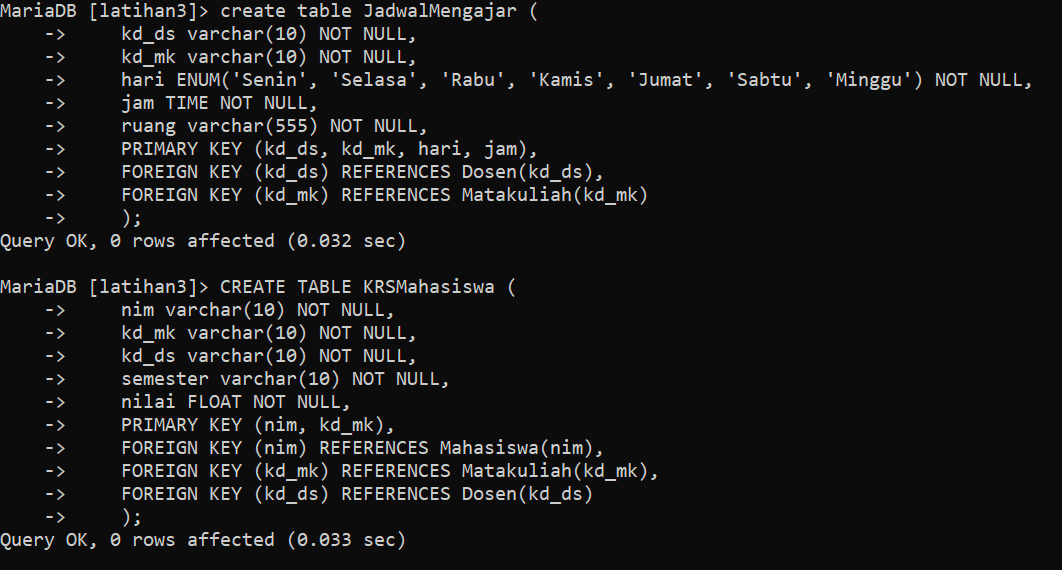 MariaDB [latihan3]> create table JadwalMengajar (
    ->     kd_ds varchar(10) NOT NULL,
    ->     kd_mk varchar(10) NOT NULL,
    ->     hari ENUM('Senin', 'Selasa', 'Rabu', 'Kamis', 'Jumat', 'Sabtu', 'Minggu') NOT NULL,
    ->     jam TIME NOT NULL,
    ->     ruang varchar(555) NOT NULL,
    ->     PRIMARY KEY (kd_ds, kd_mk, hari, jam),
    ->     FOREIGN KEY (kd_ds) REFERENCES Dosen(kd_ds),
    ->     FOREIGN KEY (kd_mk) REFERENCES Matakuliah(kd_mk)
    ->     );
Query OK, 0 rows affected (0.032 sec)

MariaDB [latihan3]> CREATE TABLE KRSMahasiswa (
    ->     nim varchar(10) NOT NULL,
    ->     kd_mk varchar(10) NOT NULL,
    ->     kd_ds varchar(10) NOT NULL,
    ->     semester varchar(10) NOT NULL,
    ->     nilai FLOAT NOT NULL,
    ->     PRIMARY KEY (nim, kd_mk),
    ->     FOREIGN KEY (nim) REFERENCES Mahasiswa(nim),
    ->     FOREIGN KEY (kd_mk) REFERENCES Matakuliah(kd_mk),
    ->     FOREIGN KEY (kd_ds) REFERENCES Dosen(kd_ds)
    ->     );
Query OK, 0 rows affected (0.033 sec)